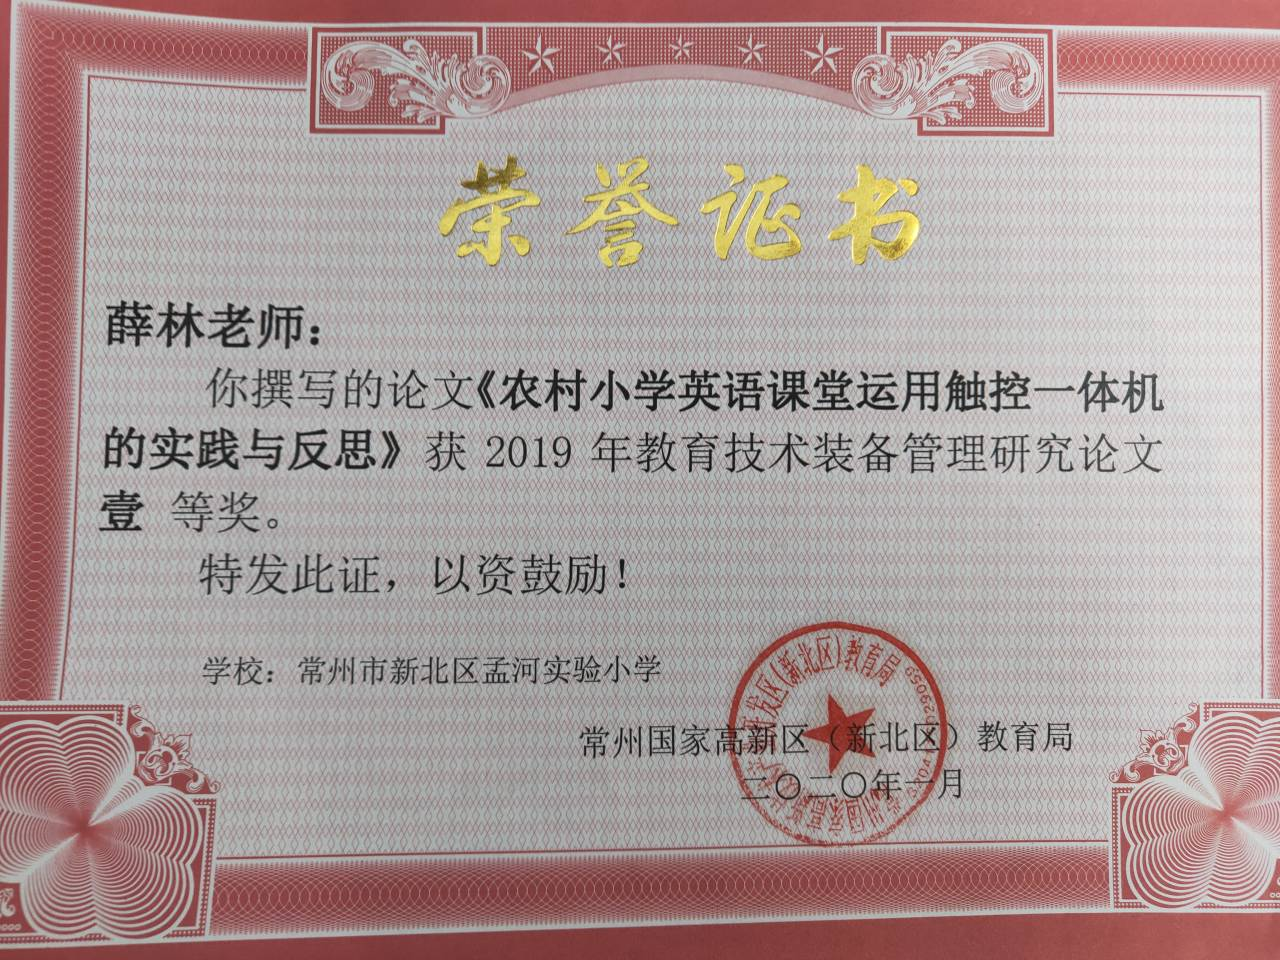 荣誉证书
薛林老师：
你撰写的论文《农村小学英语课堂运用触控一体机
的实践与反思》获 2019 年教育技术装备管理研究论文
壹 等奖。
特发此证，以资鼓励！
学校：常州市新北区孟河实验小学
常州国家高新区（新北区）教育局
二〇二〇年一月